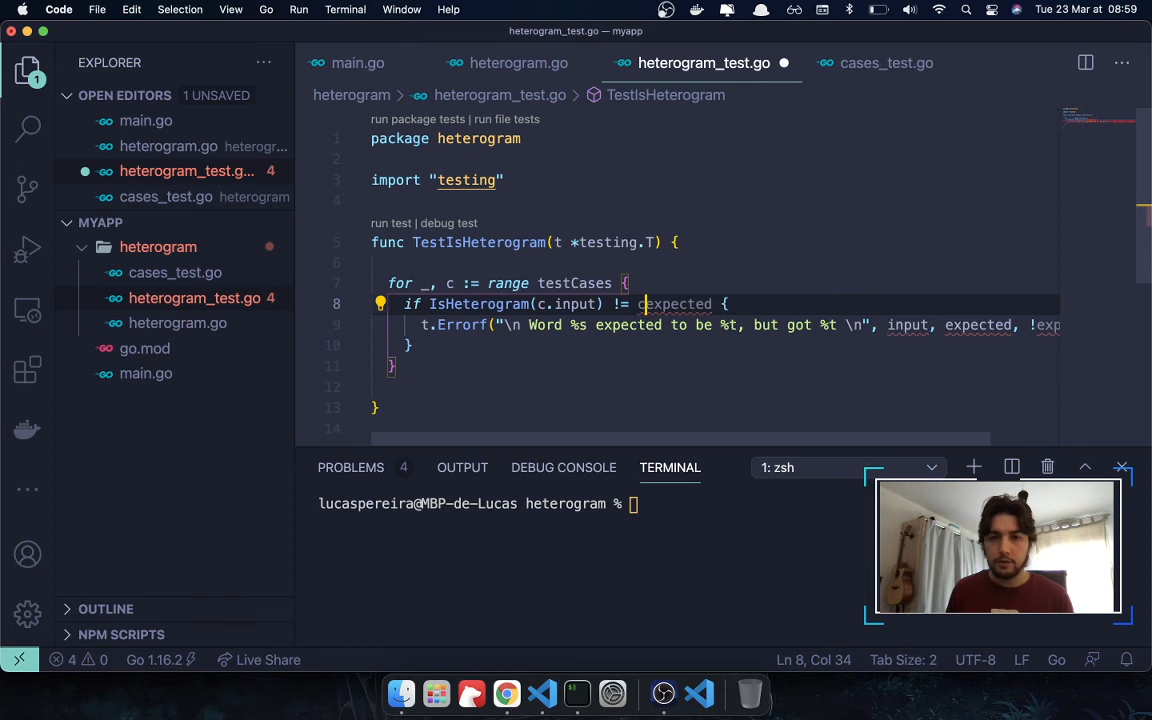 Code File Edit Selection View Go Run Terminal Window Help Tue 23 Mar at 08:59
heterogram_test.go — myapp
EXPLORER
main.go heterogram.go heterogram_test.go cases_test.go
OPEN EDITORS 1 UNSAVED
heterogram > heterogram_test.go > TestIsHeterogram
main.go
heterogram.go heterogr...
heterogram_test.g... 4
cases_test.go heterogram
MYAPP
heterogram
cases_test.go
heterogram_test.go 4
heterogram.go
go.mod
main.go
OUTLINE
NPM SCRIPTS
1
run package tests | run file tests
1 package heterogram
2
3 import "testing"
4
run test | debug test
5 func TestIsHeterogram(t *testing.T) {
6
7 for _, c := range testCases {
8 if IsHeterogram(c.input) != cexpected {
9 t.Errorf("\n Word %s expected to be %t, but got %t \n", input, expected, !exp
10 }
11 }
12
13 }
14
PROBLEMS 4 OUTPUT DEBUG CONSOLE TERMINAL 1: zsh
lucaspereira@MBP-de-Lucas heterogram %
4 0 Go 1.16.2 Live Share Ln 8, Col 34 Tab Size: 2 UTF-8 LF Go